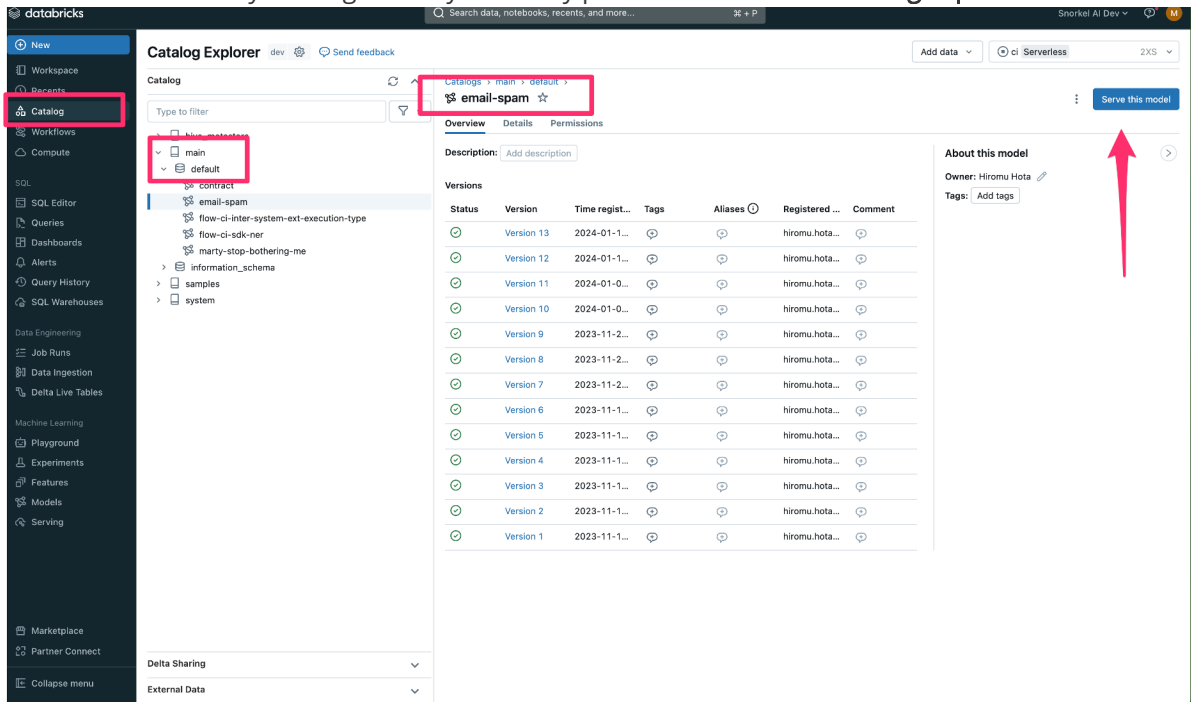 databricks
Search data, notebooks, recents, and more...
⌘ + P
Snorkel AI Dev
M
New
Workspace
Recents
Catalog
Workflows
Compute
SQL
SQL Editor
Queries
Dashboards
Alerts
Query History
SQL Warehouses
Data Engineering
Job Runs
Data Ingestion
Delta Live Tables
Machine Learning
Playground
Experiments
Features
Models
Serving
Marketplace
Partner Connect
Collapse menu
Catalog Explorer dev Send feedback
Add data
ci Serverless 2XS
Catalog
Type to filter
hive_metastore
main
default
contract
email-spam
flow-ci-inter-system-ext-execution-type
flow-ci-sdk-ner
marty-stop-bothering-me
information_schema
samples
system
Delta Sharing
External Data
Catalogs > main > default >
email-spam
Serve this model
Overview Details Permissions
Description: Add description
Versions
Status Version Time regist... Tags Aliases Registered ... Comment
Version 13 2024-01-1... hiromu.hota...
Version 12 2024-01-1... hiromu.hota...
Version 11 2024-01-0... hiromu.hota...
Version 10 2024-01-0... hiromu.hota...
Version 9 2023-11-2... hiromu.hota...
Version 8 2023-11-2... hiromu.hota...
Version 7 2023-11-2... hiromu.hota...
Version 6 2023-11-1... hiromu.hota...
Version 5 2023-11-1... hiromu.hota...
Version 4 2023-11-1... hiromu.hota...
Version 3 2023-11-1... hiromu.hota...
Version 2 2023-11-1... hiromu.hota...
Version 1 2023-11-1... hiromu.hota...
About this model
Owner: Hiromu Hota
Tags: Add tags